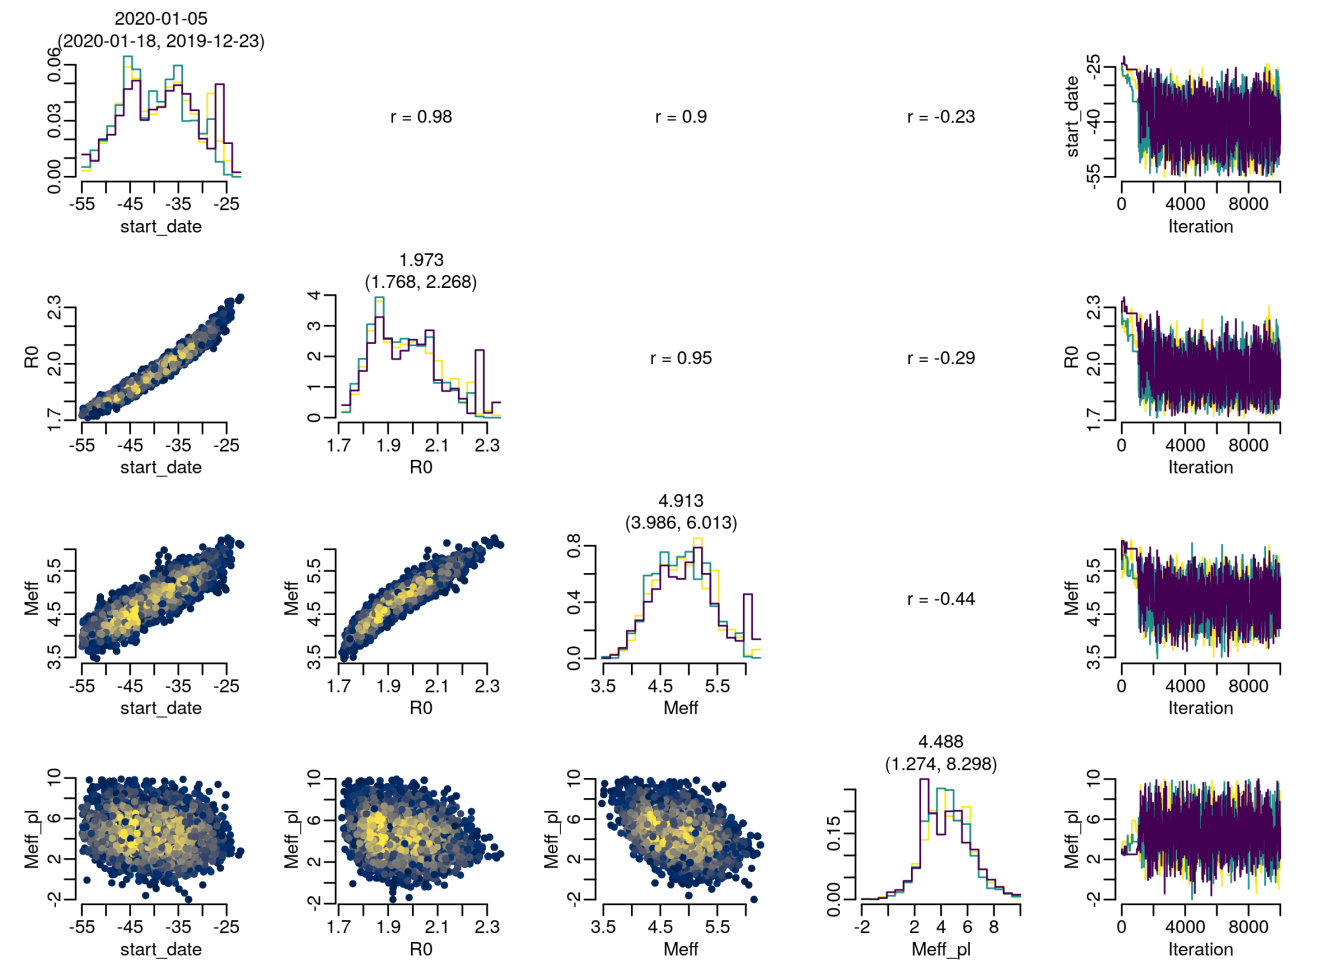 2020-01-05
(2020-01-18, 2019-12-23)
0.00 0.03 0.06
-55 -45 -35 -25
start_date
r = 0.98
r = 0.9
r = -0.23
start_date
-55 -40 -25
0 4000 8000
Iteration
R0
1.7 2.0 2.3
-55 -45 -35 -25
start_date
1.973
(1.768, 2.268)
0 1 2 3 4
1.7 1.9 2.1 2.3
R0
r = 0.95
r = -0.29
R0
1.7 2.0 2.3
0 4000 8000
Iteration
Meff
3.5 4.5 5.5
-55 -45 -35 -25
start_date
Meff
3.5 4.5 5.5
1.7 1.9 2.1 2.3
R0
4.913
(3.986, 6.013)
0.0 0.4 0.8
3.5 4.5 5.5
Meff
r = -0.44
Meff
3.5 4.5 5.5
0 4000 8000
Iteration
Meff_pl
-2 2 6 10
-55 -45 -35 -25
start_date
Meff_pl
-2 2 6 10
1.7 1.9 2.1 2.3
R0
Meff_pl
-2 2 6 10
3.5 4.5 5.5
Meff
4.488
(1.274, 8.298)
0.00 0.15
-2 2 4 6 8
Meff_pl
Meff_pl
-2 2 6 10
0 4000 8000
Iteration